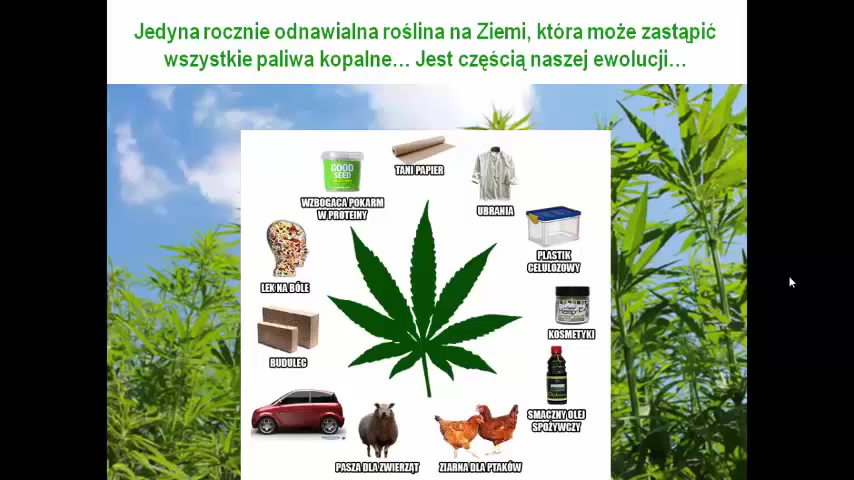 Jedyna rocznie odnawialna roślina na Ziemi, która może zastąpić
wszystkie paliwa kopalne... Jest częścią naszej ewolucji...
GOOD
SEED
WZBOGACA POKARM
W PROTEINY
TANI PAPIER
UBRANIA
PLASTIK
CELULOZOWY
LEK NA BÓLE
KOSMETYKI
BUDULEC
SMACZNY OLEJ
SPOŻYWCZY
PASZA DLA ZWIERZĄT
ZIARNA DLA PTAKÓW